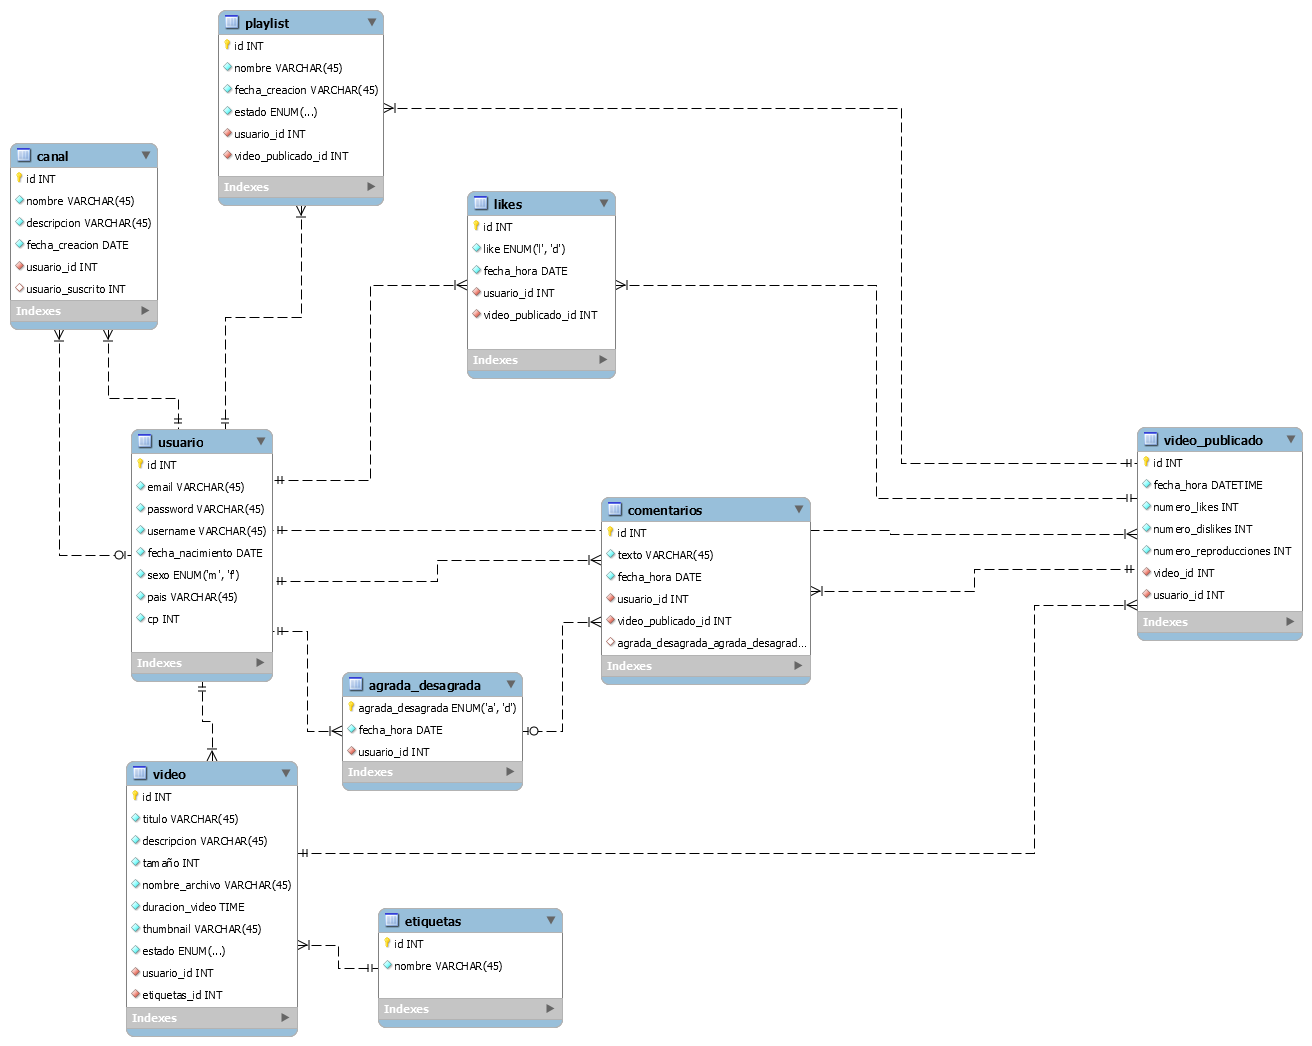 playlist
id INT
nombre VARCHAR(45)
fecha_creacion VARCHAR(45)
estado ENUM(...)
usuario_id INT
video_publicado_id INT
Indexes
canal
id INT
nombre VARCHAR(45)
descripcion VARCHAR(45)
fecha_creacion DATE
usuario_id INT
usuario_suscrito INT
Indexes
likes
id INT
like ENUM('l', 'd')
fecha_hora DATE
usuario_id INT
video_publicado_id INT
Indexes
usuario
id INT
email VARCHAR(45)
password VARCHAR(45)
username VARCHAR(45)
fecha_nacimiento DATE
sexo ENUM('m', 'f')
pais VARCHAR(45)
cp INT
Indexes
video_publicado
id INT
fecha_hora DATETIME
numero_likes INT
numero_dislikes INT
numero_reproducciones INT
video_id INT
usuario_id INT
Indexes
comentarios
id INT
texto VARCHAR(45)
fecha_hora DATE
usuario_id INT
video_publicado_id INT
agrada_desagrada_agrada_desagrad...
Indexes
agrada_desagrada
agrada_desagrada ENUM('a', 'd')
fecha_hora DATE
usuario_id INT
Indexes
video
id INT
titulo VARCHAR(45)
descripcion VARCHAR(45)
tamaño INT
nombre_archivo VARCHAR(45)
duracion_video TIME
thumbnail VARCHAR(45)
estado ENUM(...)
usuario_id INT
etiquetas_id INT
Indexes
etiquetas
id INT
nombre VARCHAR(45)
Indexes